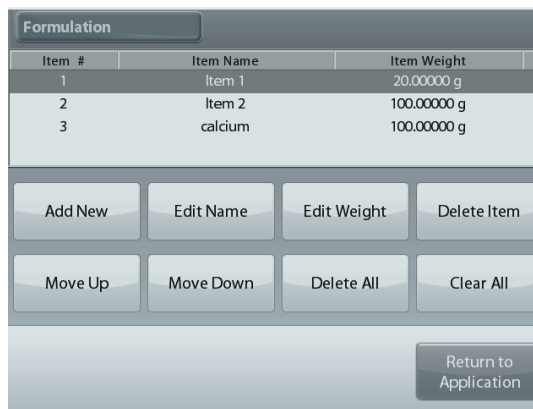 Formulation
Item # Item Name Item Weight
1 Item 1 20.00000 g
2 Item 2 100.00000 g
3 calcium 100.00000 g
Add New Edit Name Edit Weight Delete Item
Move Up Move Down Delete All Clear All
Return to
Application